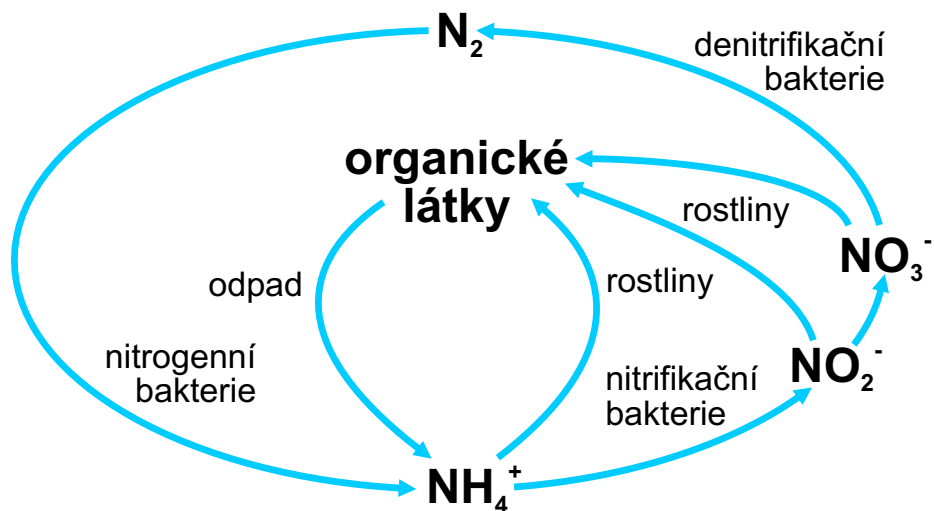 N₂
denitrifikační
bakterie
organické
látky
rostliny
NO₃⁻
odpad
rostliny
nitrogenní
bakterie
nitrifikační
bakterie
NO₂⁻
NH₄⁺